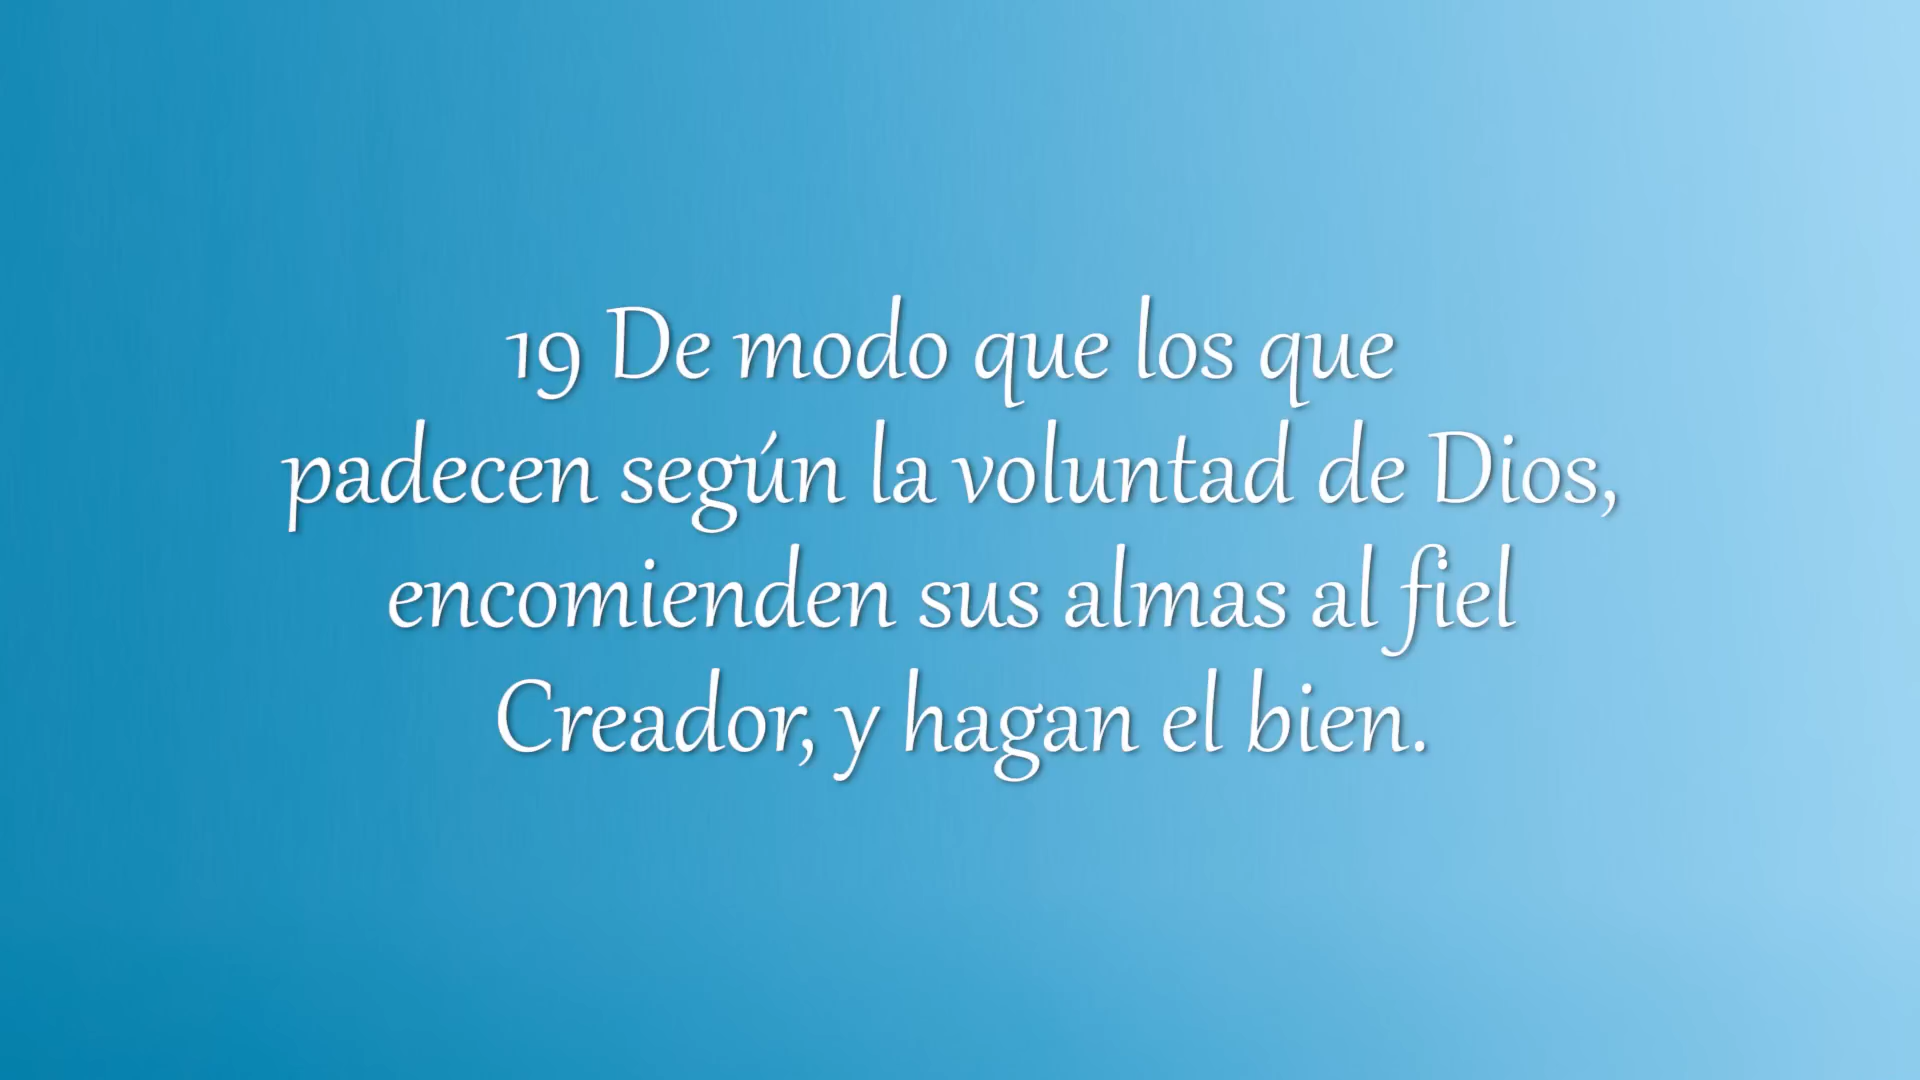 19 De modo que los que
padecen según la voluntad de Dios,
encomienden sus almas al fiel
Creador, y hagan el bien.